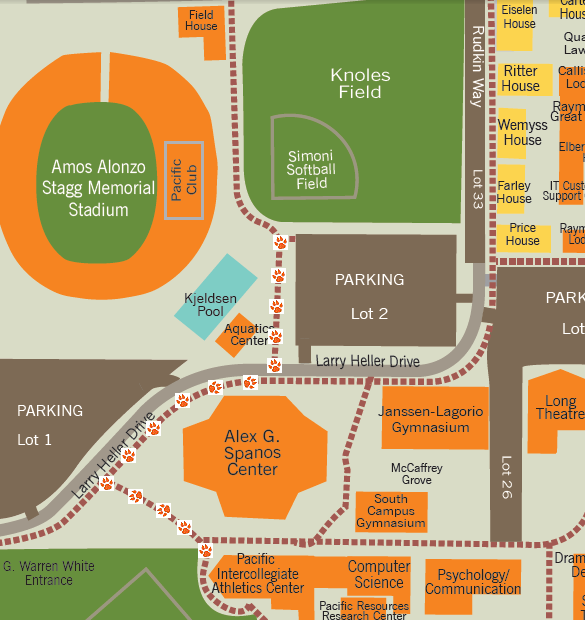 Field
House
Knoles
Field
Simoni
Softball
Field
Amos Alonzo
Stagg Memorial
Stadium
Pacific
Club
Rudkin Way
Lot 33
Eiselen
House
House
Qua
Law
Ritter
House
Calli
Loc
Raym
Great
Wemyss
House
Elber
Farley
House
IT Cust
Support
Price
House
Raym
Loc
Kjeldsen
Pool
Aquatics
Center
PARKING
Lot 2
PARK
Lot
Larry Heller Drive
Larry Heller Drive
PARKING
Lot 1
Alex G.
Spanos
Center
Janssen-Lagorio
Gymnasium
McCaffrey
Grove
South
Campus
Gymnasium
Lot 26
Long
Theatre
G. Warren White
Entrance
Pacific
Intercollegiate
Athletics Center
Computer
Science
Pacific Resources
Research Center
Psychology/
Communication
Dram
De